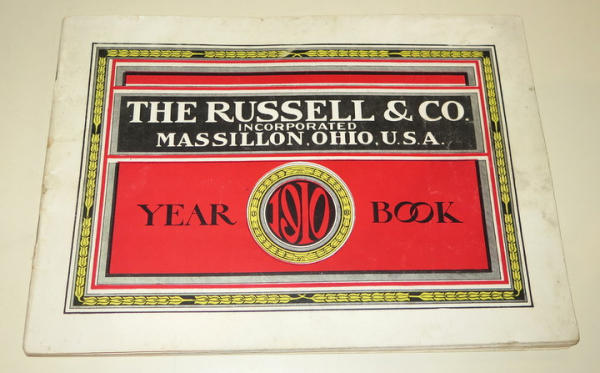 THE RUSSELL & CO.
INCORPORATED
MASSILLON, OHIO, U.S.A.
YEAR 1910 BOOK